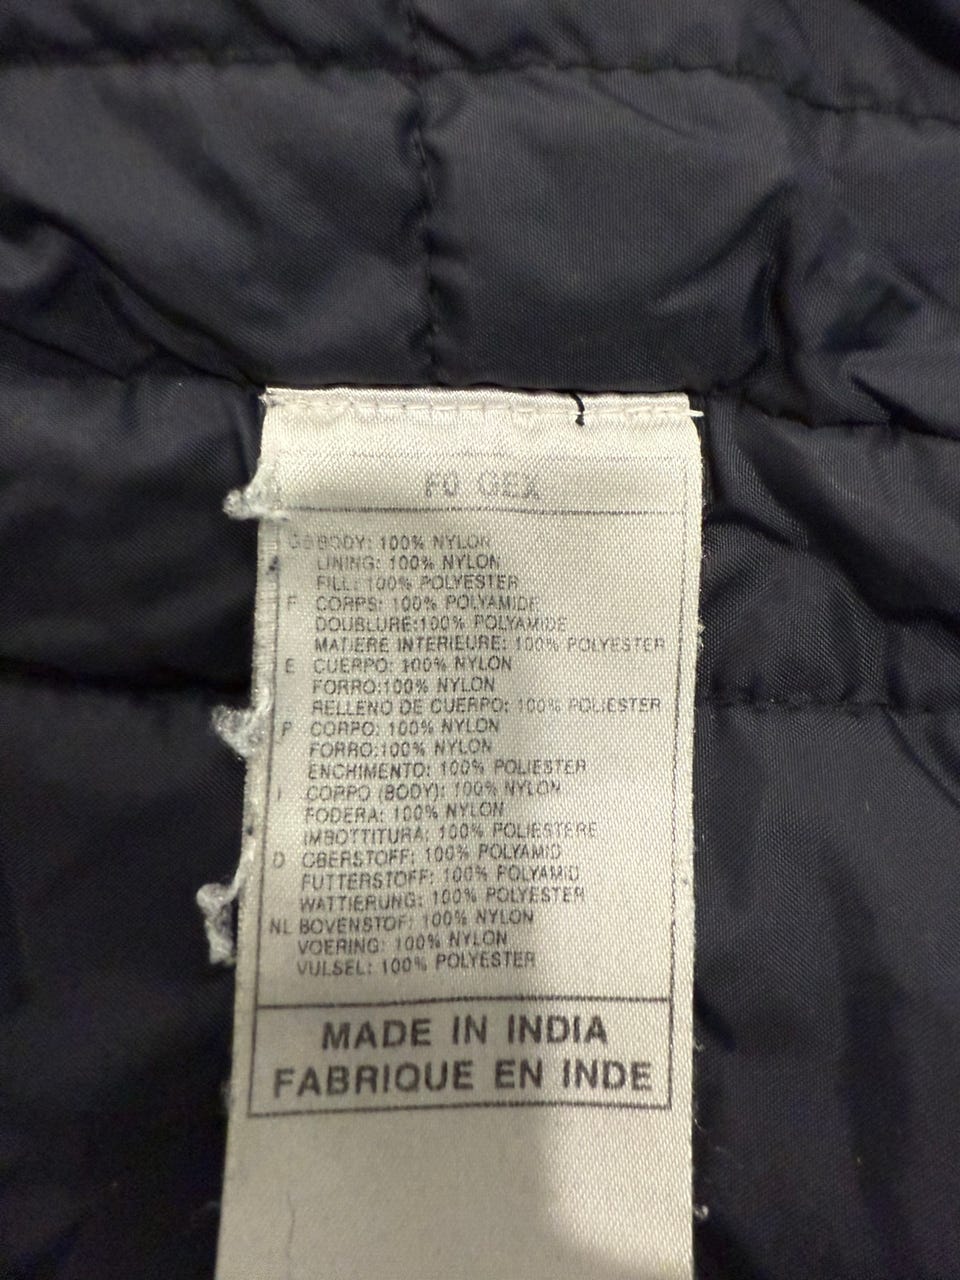 F0 GEX
GB BODY: 100% NYLON
LINING: 100% NYLON
FILL: 100% POLYESTER
F CORPS: 100% POLYAMIDE
DOUBLURE:100% POLYAMIDE
MATIERE INTERIEURE: 100% POLYESTER
E CUERPO: 100% NYLON
FORRO:100% NYLON
RELLENO DE CUERPO: 100% POLIESTER
P CORPO: 100% NYLON
FORRO:100% NYLON
ENCHIMENTO: 100% POLIESTER
I CORPO (BODY): 100% NYLON
FODERA: 100% NYLON
IMBOTTITURA: 100% POLIESTERE
D OBERSTOFF: 100% POLYAMID
FUTTERSTOFF: 100% POLYAMID
WATTIERUNG: 100% POLYESTER
NL BOVENSTOF: 100% NYLON
VOERING: 100% NYLON
VULSEL: 100% POLYESTER
MADE IN INDIA
FABRIQUE EN INDE